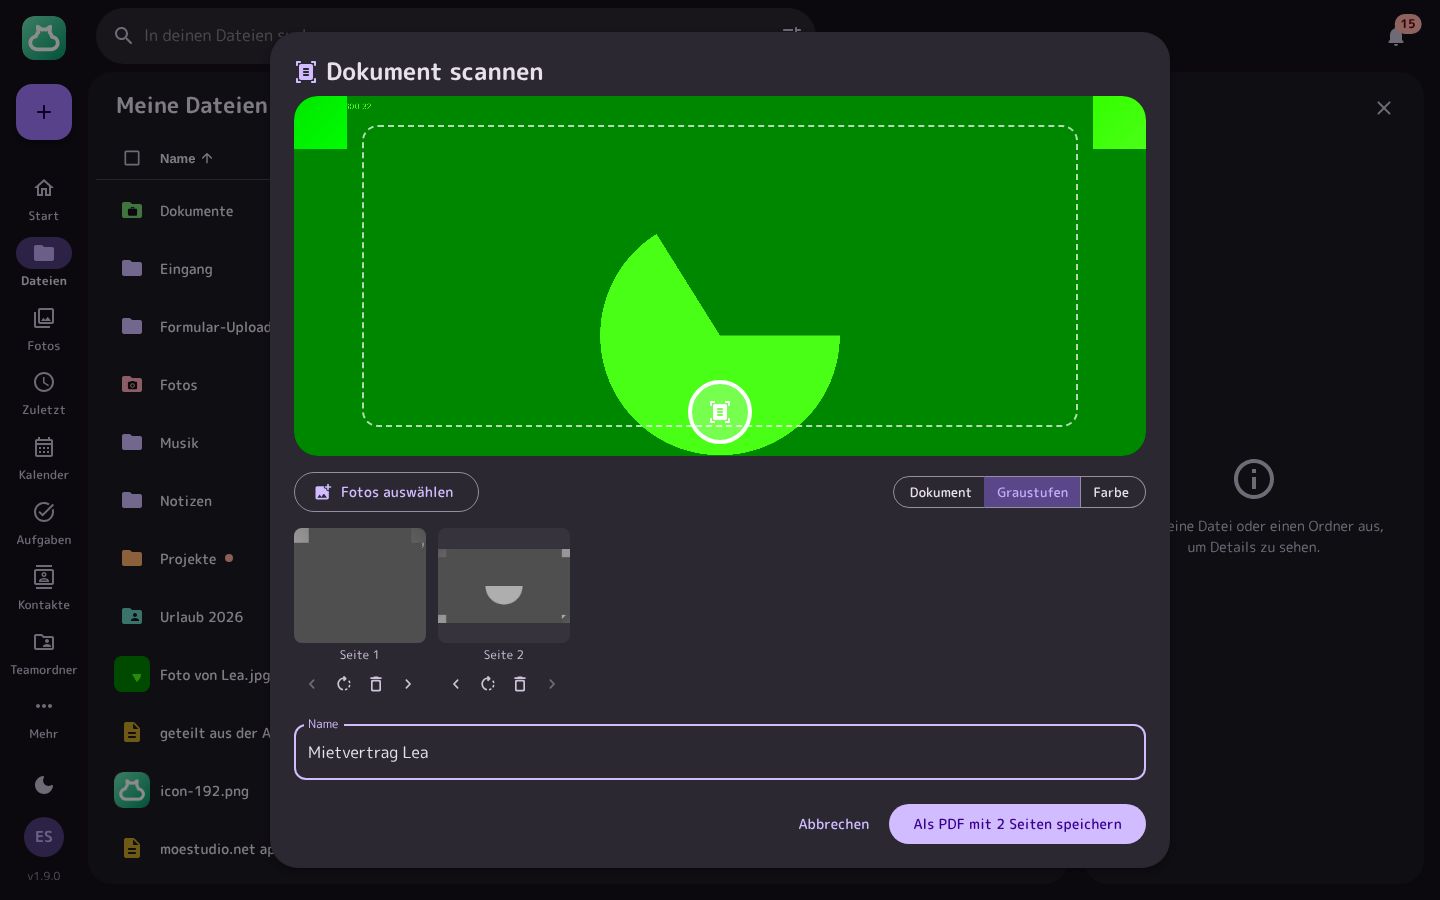 In deinen Dateien su
15
Dokument scannen
Meine Dateien
Name
Start
Dokumente
Eingang
Dateien
Formular-Upload
Fotos
Fotos
Zuletzt
Musik
Kalender
Notizen
Aufgaben
Projekte
Kontakte
Urlaub 2026
Teamordner
Foto von Lea.jpg
Mehr
geteilt aus der A
icon-192.png
ES
moestudio.net ap
v1.9.0
Fotos auswählen
Dokument
Graustufen
Farbe
Seite 1
Seite 2
Name
Mietvertrag Lea
Abbrechen
Als PDF mit 2 Seiten speichern
eine Datei oder einen Ordner aus,
um Details zu sehen.